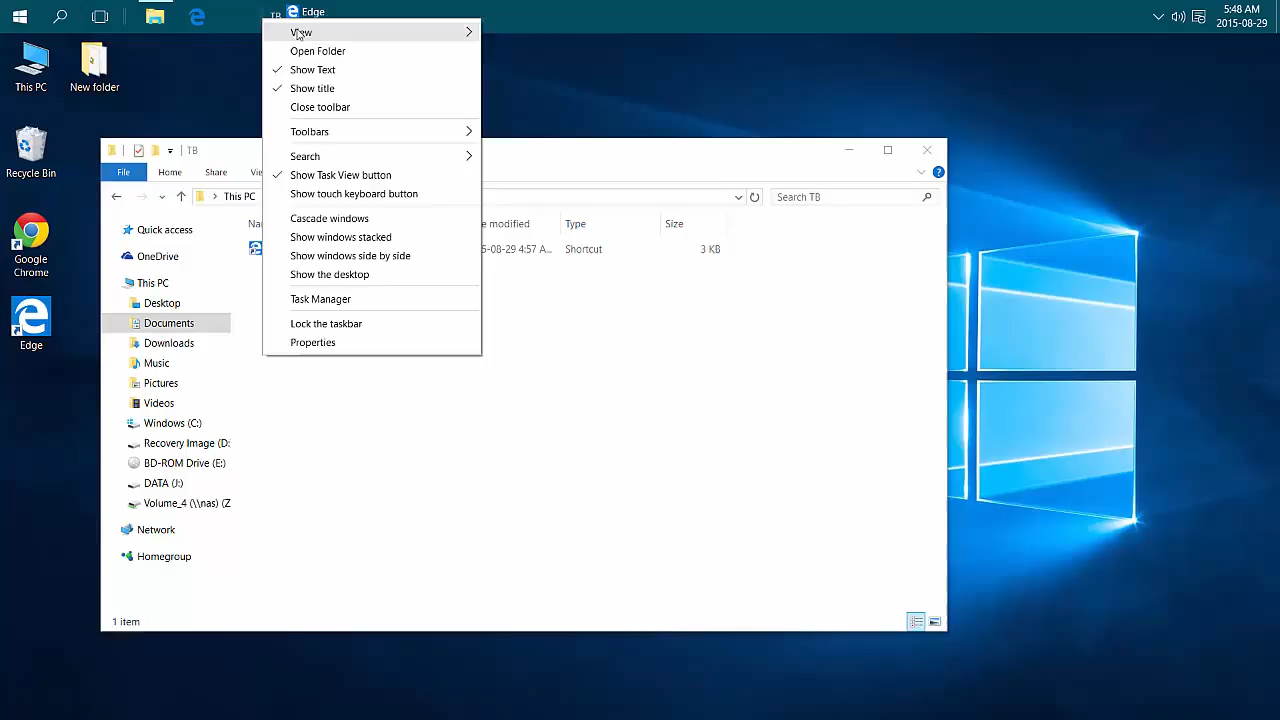 TB Edge
5:48 AM
2015-08-29
This PC
New folder
Recycle Bin
Google
Chrome
Edge
View
Open Folder
Show Text
Show title
Close toolbar
Toolbars
Search
Show Task View button
Show touch keyboard button
Cascade windows
Show windows stacked
Show windows side by side
Show the desktop
Task Manager
Lock the taskbar
Properties
TB
File Home Share
This PC
Search TB
e modified Type Size
Shortcut 3 KB
Quick access
OneDrive
This PC
Desktop
Documents
Downloads
Music
Pictures
Videos
Windows (C:)
Recovery Image (D:
BD-ROM Drive (E:)
DATA (J:)
Volume_4 (\\nas) (Z
Network
Homegroup
1 item